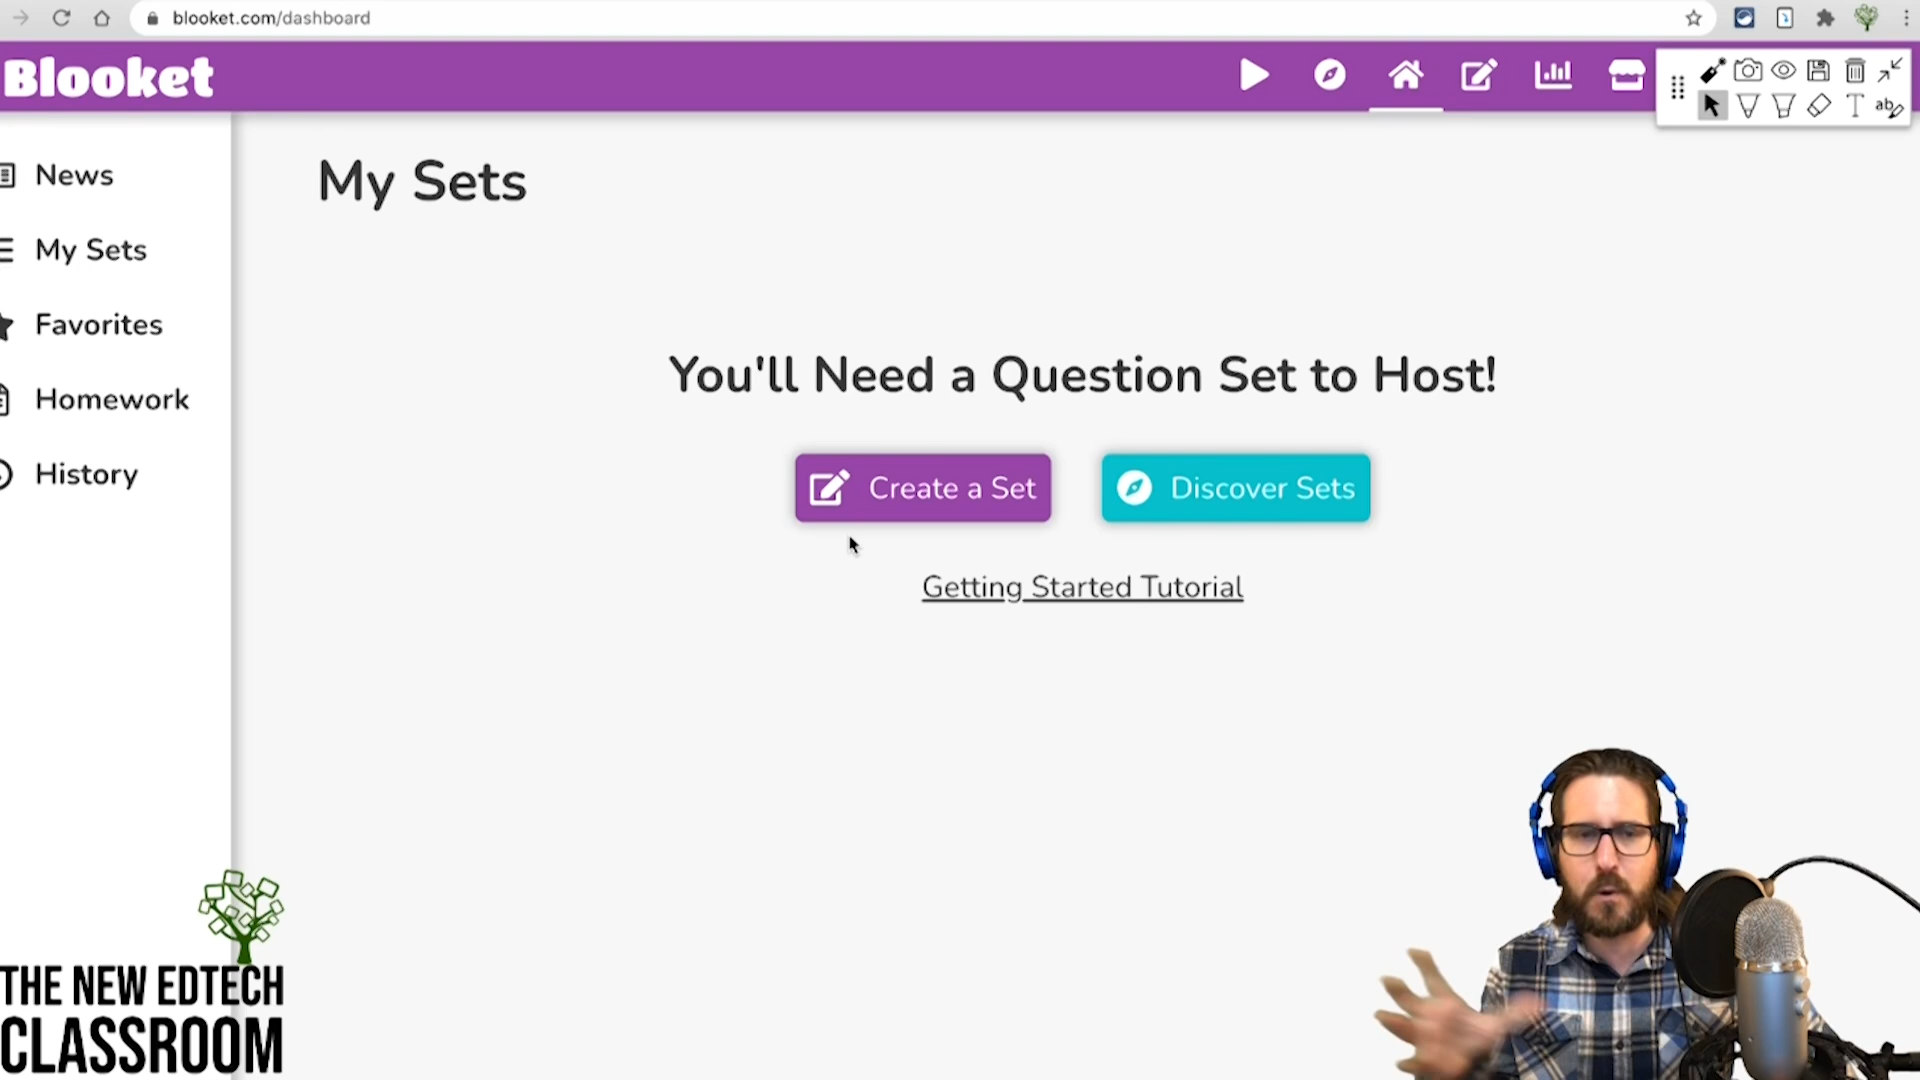 blooket.com/dashboard
Blooket
My Sets
News
My Sets
Favorites
Homework
History
You'll Need a Question Set to Host!
Create a Set
Discover Sets
Getting Started Tutorial
T
ab
THE NEW EDTECH
CLASSROOM